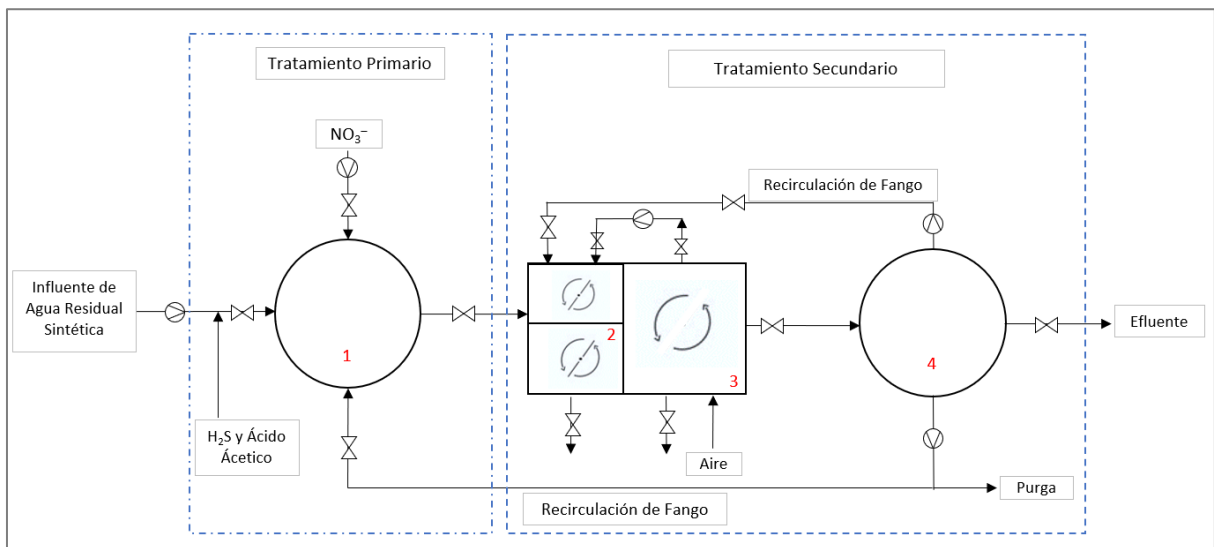 Tratamiento Primario
Tratamiento Secundario
NO₃⁻
Recirculación de Fango
Influente de
Agua Residual
Sintética
1
2
3
4
Efluente
H₂S y Ácido
Ácetico
Aire
Purga
Recirculación de Fango